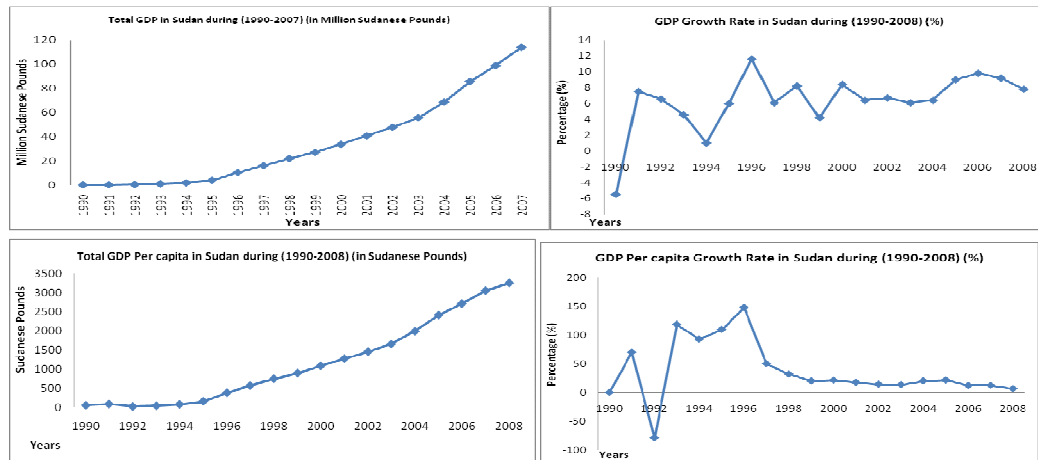 Total GDP in Sudan during (1990-2007) (in Million Sudanese Pounds)
Million Sudanese Pounds
120
100
80
60
40
20
0
1990 1991 1992 1993 1994 1995 1996 1997 1998 1999 2000 2001 2002 2003 2004 2005 2006 2007
Years
GDP Growth Rate in Sudan during (1990-2008) (%)
Percentage (%)
14
12
10
8
6
4
2
0
-2
-4
-6
-8
1990 1992 1994 1996 1998 2000 2002 2004 2006 2008
Years
Total GDP Per capita in Sudan during (1990-2008) (in Sudanese Pounds)
Sudanese Pounds
3500
3000
2500
2000
1500
1000
500
0
1990 1992 1994 1996 1998 2000 2002 2004 2006 2008
Years
GDP Per capita Growth Rate in Sudan during (1990-2008) (%)
Percentage (%)
200
150
100
50
0
-50
-100
1990 1992 1994 1996 1998 2000 2002 2004 2006 2008
Years